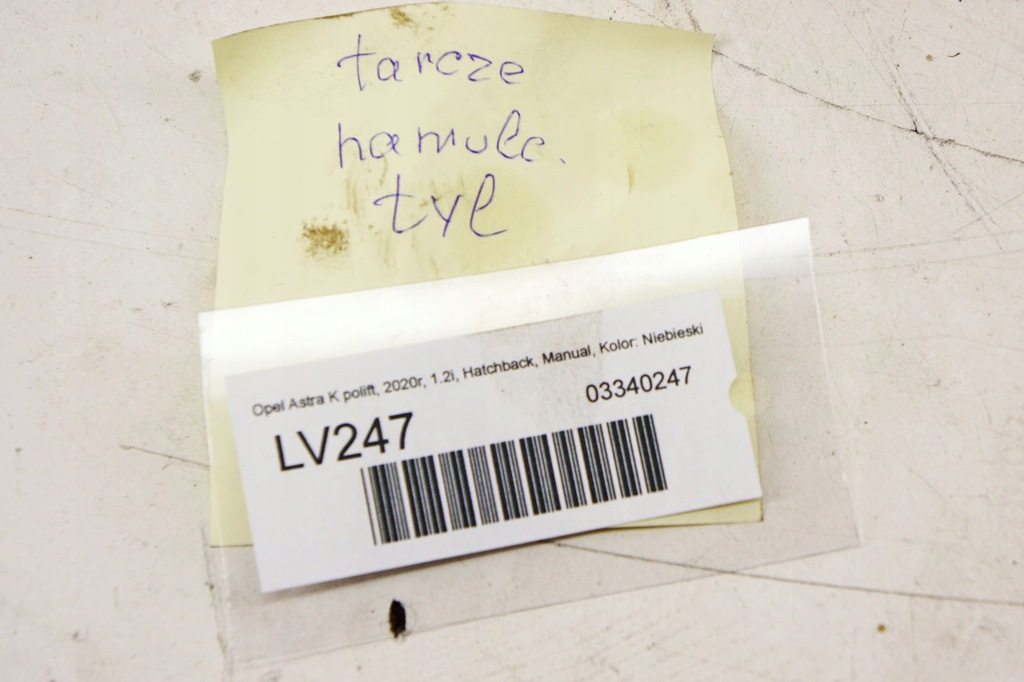 tarcze
hamulc.
tyl
Opel Astra K polift, 2020r, 1.2i, Hatchback, Manual, Kolor: Niebieski
03340247
LV247